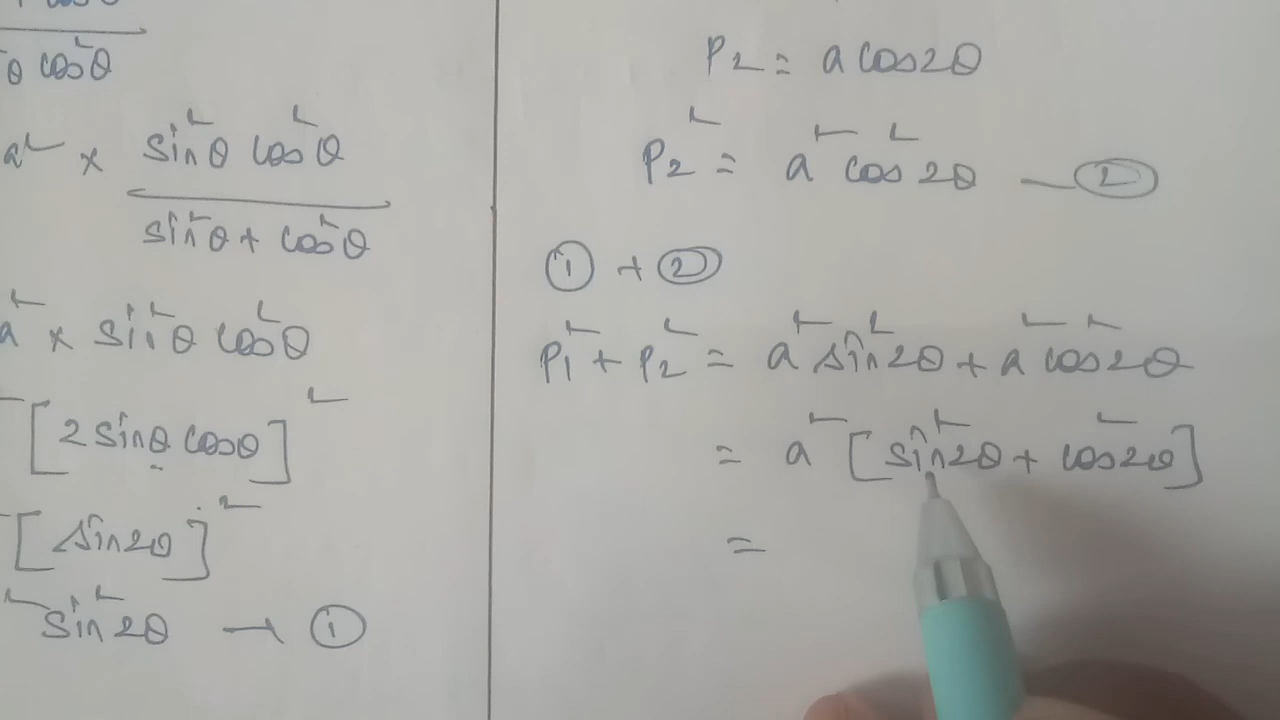 θ cos²θ
a² × sin²θ cos²θ
sin²θ + cos²θ
a² × sin²θ cos²θ
[2 sinθ cosθ]²
[sin2θ]²
² sin²2θ → ①
P₂ = a cos2θ
P₂² = a² cos²2θ — ②
① + ②
P₁² + P₂² = a² sin²2θ + a² cos²2θ
= a² [sin²2θ + cos²2θ]
=